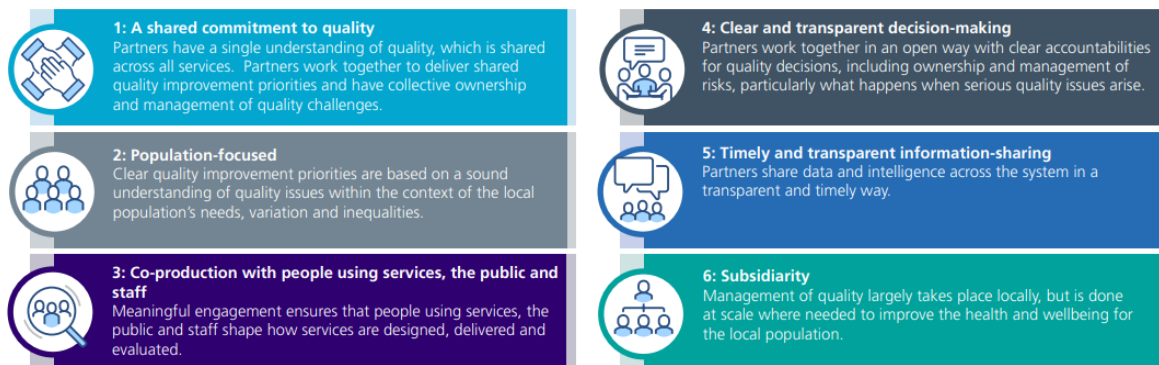 1: A shared commitment to quality
Partners have a single understanding of quality, which is shared
across all services. Partners work together to deliver shared
quality improvement priorities and have collective ownership
and management of quality challenges.
2: Population-focused
Clear quality improvement priorities are based on a sound
understanding of quality issues within the context of the local
population's needs, variation and inequalities.
3: Co-production with people using services, the public and
staff
Meaningful engagement ensures that people using services, the
public and staff shape how services are designed, delivered and
evaluated.
4: Clear and transparent decision-making
Partners work together in an open way with clear accountabilities
for quality decisions, including ownership and management of
risks, particularly what happens when serious quality issues arise.
5: Timely and transparent information-sharing
Partners share data and intelligence across the system in a
transparent and timely way.
6: Subsidiarity
Management of quality largely takes place locally, but is done
at scale where needed to improve the health and wellbeing for
the local population.